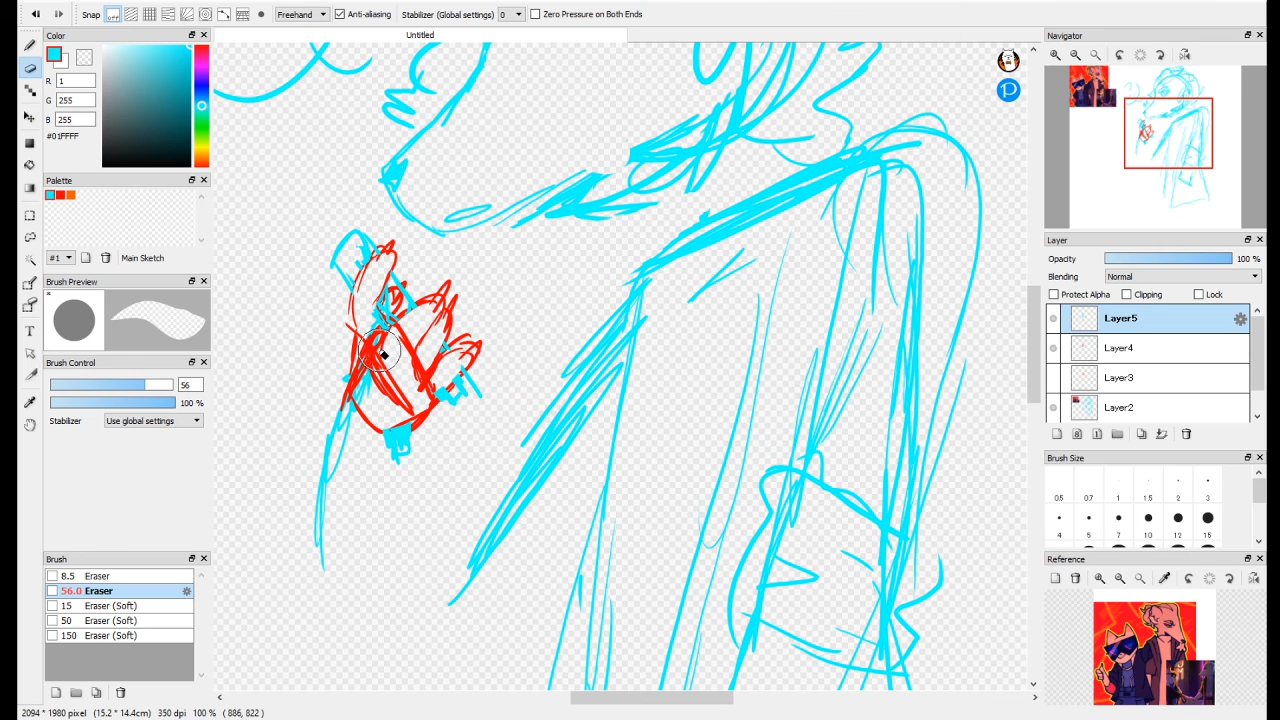 Snap
off
Freehand
Anti-aliasing
Stabilizer (Global settings)
0
Zero Pressure on Both Ends
Color
Untitled
Navigator
R 1
G 255
B 255
#01FFFF
Palette
#1
Main Sketch
Brush Preview
Brush Control
56
100 %
Stabilizer
Use global settings
Brush
8.5 Eraser
56.0 Eraser
15 Eraser (Soft)
50 Eraser (Soft)
150 Eraser (Soft)
P
Layer
Opacity
100 %
Blending
Normal
Protect Alpha
Clipping
Lock
Layer5
Layer4
Layer3
Layer2
Brush Size
0.5 0.7 1 1.5 2 3
4 5 7 10 12 15
Reference
2094 * 1980 pixel (15.2 * 14.4cm) 350 dpi 100 % ( 886, 822 )